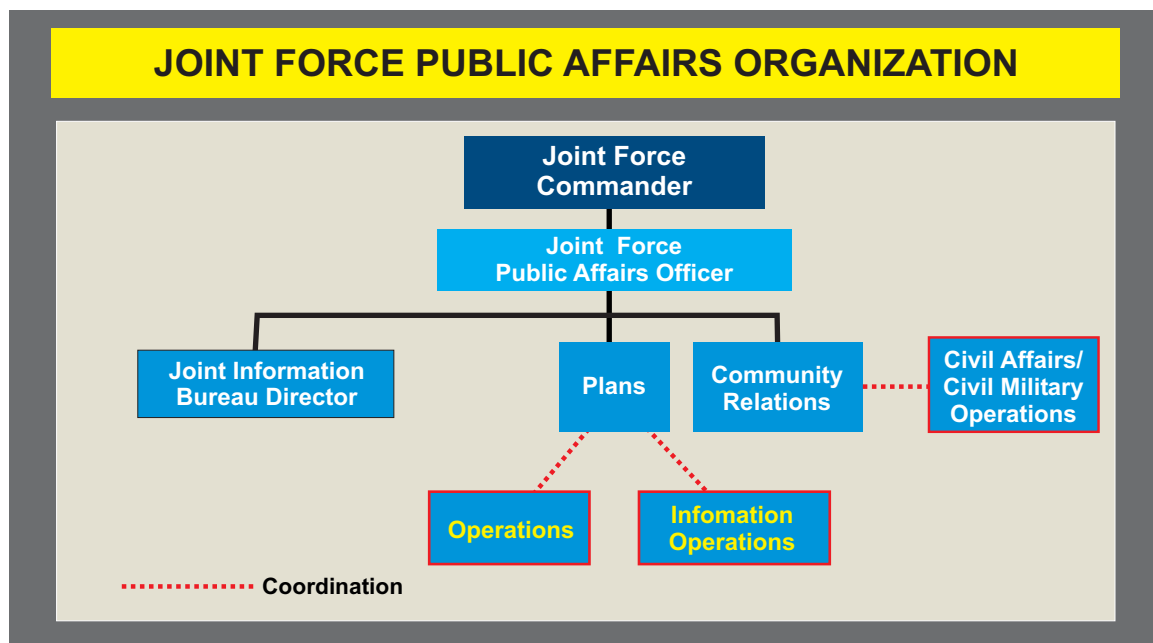 JOINT FORCE PUBLIC AFFAIRS ORGANIZATION
Joint Force
Commander
Joint Force
Public Affairs Officer
Joint Information
Bureau Director
Plans
Community
Relations
Civil Affairs/
Civil Military
Operations
Operations
Infomation
Operations
Coordination